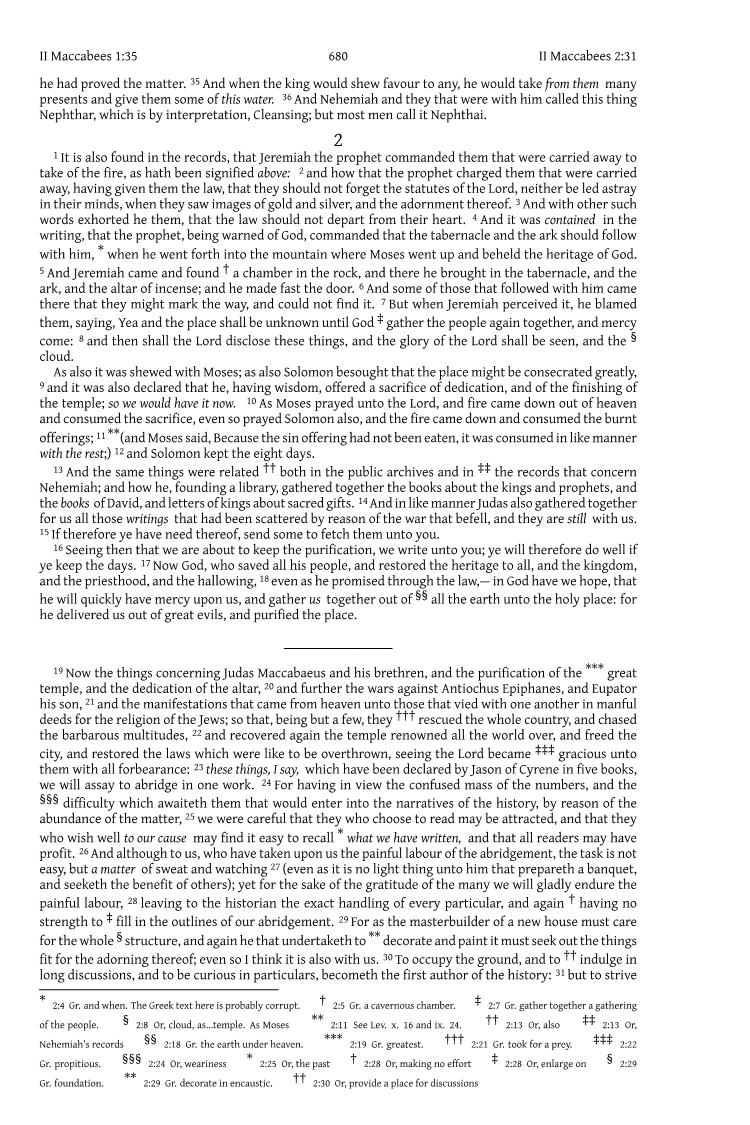 II Maccabees 1:35 680 II Maccabees 2:31
he had proved the matter. 35 And when the king would shew favour to any, he would take from them many
presents and give them some of this water. 36 And Nehemiah and they that were with him called this thing
Nephthar, which is by interpretation, Cleansing; but most men call it Nephthai.
2
1 It is also found in the records, that Jeremiah the prophet commanded them that were carried away to
take of the fire, as hath been signified above: 2 and how that the prophet charged them that were carried
away, having given them the law, that they should not forget the statutes of the Lord, neither be led astray
in their minds, when they saw images of gold and silver, and the adornment thereof. 3 And with other such
words exhorted he them, that the law should not depart from their heart. 4 And it was contained in the
writing, that the prophet, being warned of God, commanded that the tabernacle and the ark should follow
with him, * when he went forth into the mountain where Moses went up and beheld the heritage of God.
5 And Jeremiah came and found † a chamber in the rock, and there he brought in the tabernacle, and the
ark, and the altar of incense; and he made fast the door. 6 And some of those that followed with him came
there that they might mark the way, and could not find it. 7 But when Jeremiah perceived it, he blamed
them, saying, Yea and the place shall be unknown until God ‡ gather the people again together, and mercy
come: 8 and then shall the Lord disclose these things, and the glory of the Lord shall be seen, and the §
cloud.
As also it was shewed with Moses; as also Solomon besought that the place might be consecrated greatly,
9 and it was also declared that he, having wisdom, offered a sacrifice of dedication, and of the finishing of
the temple; so we would have it now. 10 As Moses prayed unto the Lord, and fire came down out of heaven
and consumed the sacrifice, even so prayed Solomon also, and the fire came down and consumed the burnt
offerings; 11 **(and Moses said, Because the sin offering had not been eaten, it was consumed in like manner
with the rest;) 12 and Solomon kept the eight days.
13 And the same things were related †† both in the public archives and in ‡‡ the records that concern
Nehemiah; and how he, founding a library, gathered together the books about the kings and prophets, and
the books of David, and letters of kings about sacred gifts. 14 And in like manner Judas also gathered together
for us all those writings that had been scattered by reason of the war that befell, and they are still with us.
15 If therefore ye have need thereof, send some to fetch them unto you.
16 Seeing then that we are about to keep the purification, we write unto you; ye will therefore do well if
ye keep the days. 17 Now God, who saved all his people, and restored the heritage to all, and the kingdom,
and the priesthood, and the hallowing, 18 even as he promised through the law,— in God have we hope, that
he will quickly have mercy upon us, and gather us together out of §§ all the earth unto the holy place: for
he delivered us out of great evils, and purified the place.
19 Now the things concerning Judas Maccabaeus and his brethren, and the purification of the *** great
temple, and the dedication of the altar, 20 and further the wars against Antiochus Epiphanes, and Eupator
his son, 21 and the manifestations that came from heaven unto those that vied with one another in manful
deeds for the religion of the Jews; so that, being but a few, they ††† rescued the whole country, and chased
the barbarous multitudes, 22 and recovered again the temple renowned all the world over, and freed the
city, and restored the laws which were like to be overthrown, seeing the Lord became ‡‡‡ gracious unto
them with all forbearance: 23 these things, I say, which have been declared by Jason of Cyrene in five books,
we will assay to abridge in one work. 24 For having in view the confused mass of the numbers, and the
§§§ difficulty which awaiteth them that would enter into the narratives of the history, by reason of the
abundance of the matter, 25 we were careful that they who choose to read may be attracted, and that they
who wish well to our cause may find it easy to recall * what we have written, and that all readers may have
profit. 26 And although to us, who have taken upon us the painful labour of the abridgement, the task is not
easy, but a matter of sweat and watching 27 (even as it is no light thing unto him that prepareth a banquet,
and seeketh the benefit of others); yet for the sake of the gratitude of the many we will gladly endure the
painful labour, 28 leaving to the historian the exact handling of every particular, and again † having no
strength to ‡ fill in the outlines of our abridgement. 29 For as the masterbuilder of a new house must care
for the whole § structure, and again he that undertaketh to ** decorate and paint it must seek out the things
fit for the adorning thereof; even so I think it is also with us. 30 To occupy the ground, and to †† indulge in
long discussions, and to be curious in particulars, becometh the first author of the history: 31 but to strive
* 2:4 Gr. and when. The Greek text here is probably corrupt. † 2:5 Gr. a cavernous chamber. ‡ 2:7 Gr. gather together a gathering
of the people. § 2:8 Or, cloud, as...temple. As Moses ** 2:11 See Lev. x. 16 and ix. 24. †† 2:13 Or, also ‡‡ 2:13 Or,
Nehemiah's records §§ 2:18 Gr. the earth under heaven. *** 2:19 Gr. greatest. ††† 2:21 Gr. took for a prey. ‡‡‡ 2:22
Gr. propitious. §§§ 2:24 Or, weariness * 2:25 Or, the past † 2:28 Or, making no effort ‡ 2:28 Or, enlarge on § 2:29
Gr. foundation. ** 2:29 Gr. decorate in encaustic. †† 2:30 Or, provide a place for discussions